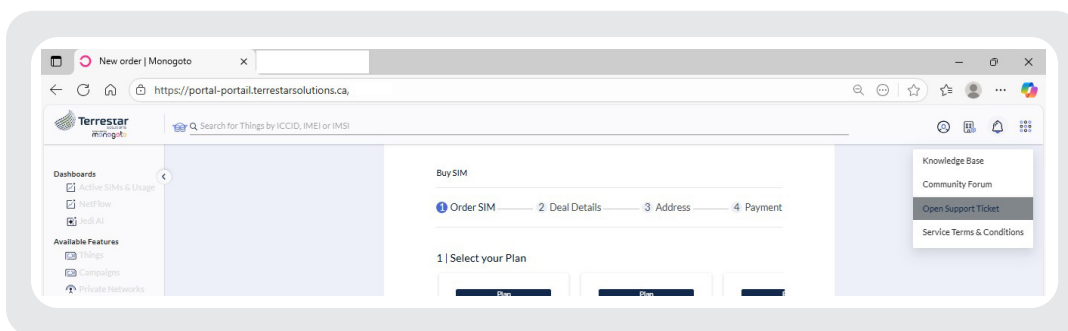 New order | Monogoto
https://portal-portail.terrestarsolutions.ca,
Terrestar
SOLUTIONS
monogoto
Search for Things by ICCID, IMEI or IMSI
Dashboards
Active SIMs & Usage
NetFlow
Jedi AI
Available Features
Things
Campaigns
Private Networks
Buy SIM
1 Order SIM 2 Deal Details 3 Address 4 Payment
1 | Select your Plan
Plan Plan
Knowledge Base
Community Forum
Open Support Ticket
Service Terms & Conditions